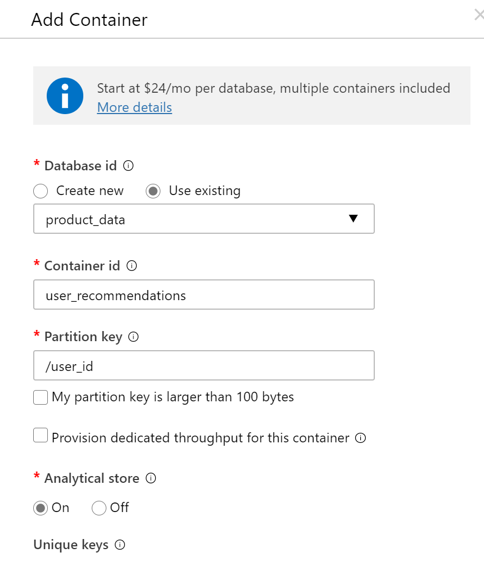 Add Container
Start at $24/mo per database, multiple containers included
More details
* Database id
Create new Use existing
product_data
* Container id
user_recommendations
* Partition key
/user_id
My partition key is larger than 100 bytes
Provision dedicated throughput for this container
* Analytical store
On Off
Unique keys